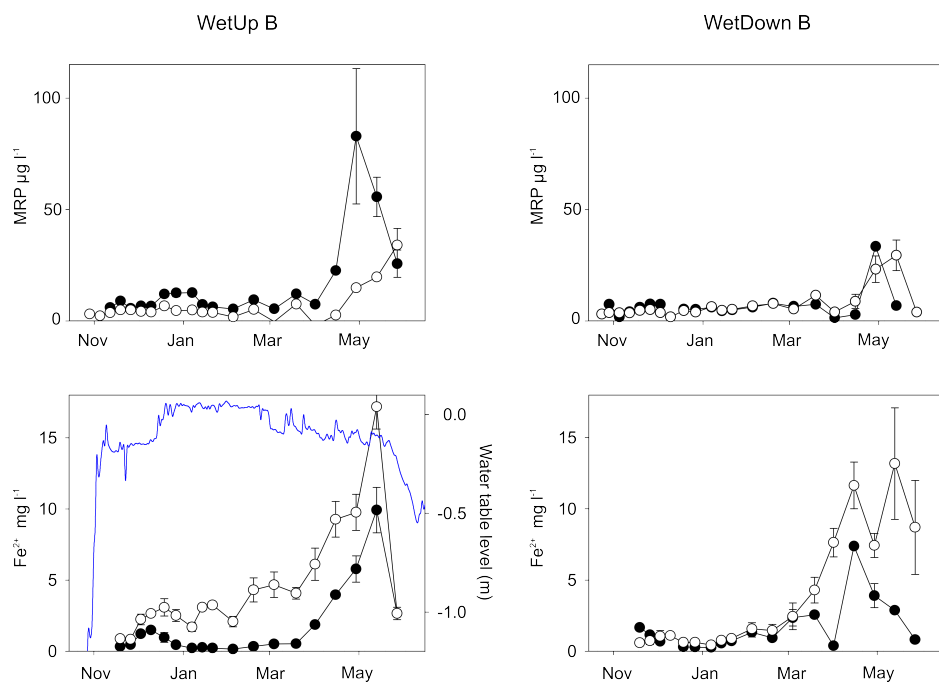 WetUp B
WetDown B
MRP µg l-1
100
50
0
Nov Jan Mar May
MRP µg l-1
100
50
0
Nov Jan Mar May
Fe2+ mg l-1
15
10
5
0
Nov Jan Mar May
0.0
-0.5
-1.0
Water table level (m)
Fe2+ mg l-1
15
10
5
0
Nov Jan Mar May